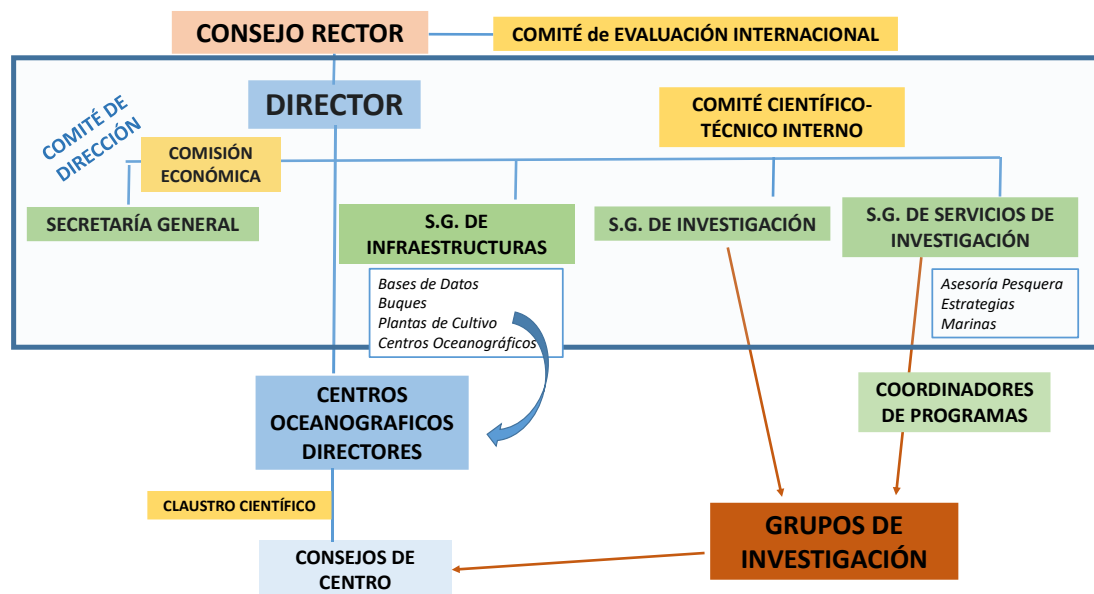 CONSEJO RECTOR
COMITÉ de EVALUACIÓN INTERNACIONAL
DIRECTOR
COMITÉ DE
DIRECCIÓN
COMITÉ CIENTÍFICO-
TÉCNICO INTERNO
COMISIÓN
ECONÓMICA
SECRETARÍA GENERAL
S.G. DE
INFRAESTRUCTURAS
S.G. DE INVESTIGACIÓN
S.G. DE SERVICIOS DE
INVESTIGACIÓN
Bases de Datos
Buques
Plantas de Cultivo
Centros Oceanográficos
Asesoría Pesquera
Estrategias
Marinas
CENTROS
OCEANOGRAFICOS
DIRECTORES
COORDINADORES
DE PROGRAMAS
CLAUSTRO CIENTÍFICO
GRUPOS DE
INVESTIGACIÓN
CONSEJOS DE
CENTRO